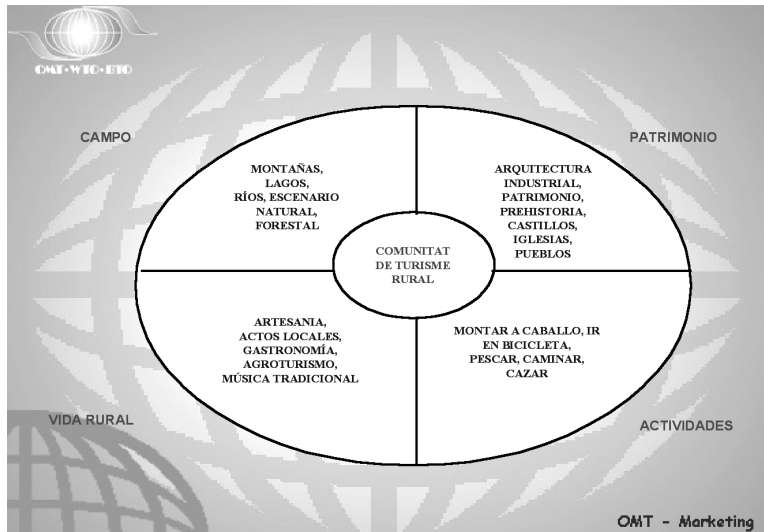 OMT•WTO•BTO
CAMPO
PATRIMONIO
MONTAÑAS,
LAGOS,
RÍOS, ESCENARIO
NATURAL,
FORESTAL
ARQUITECTURA
INDUSTRIAL,
PATRIMONIO,
PREHISTORIA,
CASTILLOS,
IGLESIAS,
PUEBLOS
COMUNITAT
DE TURISME
RURAL
ARTESANIA,
ACTOS LOCALES,
GASTRONOMÍA,
AGROTURISMO,
MÚSICA TRADICIONAL
MONTAR A CABALLO, IR
EN BICICLETA,
PESCAR, CAMINAR,
CAZAR
VIDA RURAL
ACTIVIDADES
OMT - Marketing